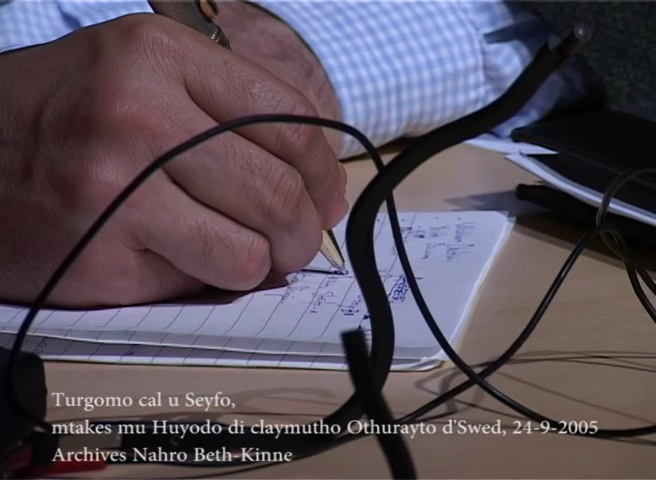 Turgomo cal u Seyfo,
mtakes mu Huyodo di claymutho Othurayto d'Swed, 24-9-2005
Archives Nahro Beth-Kinne